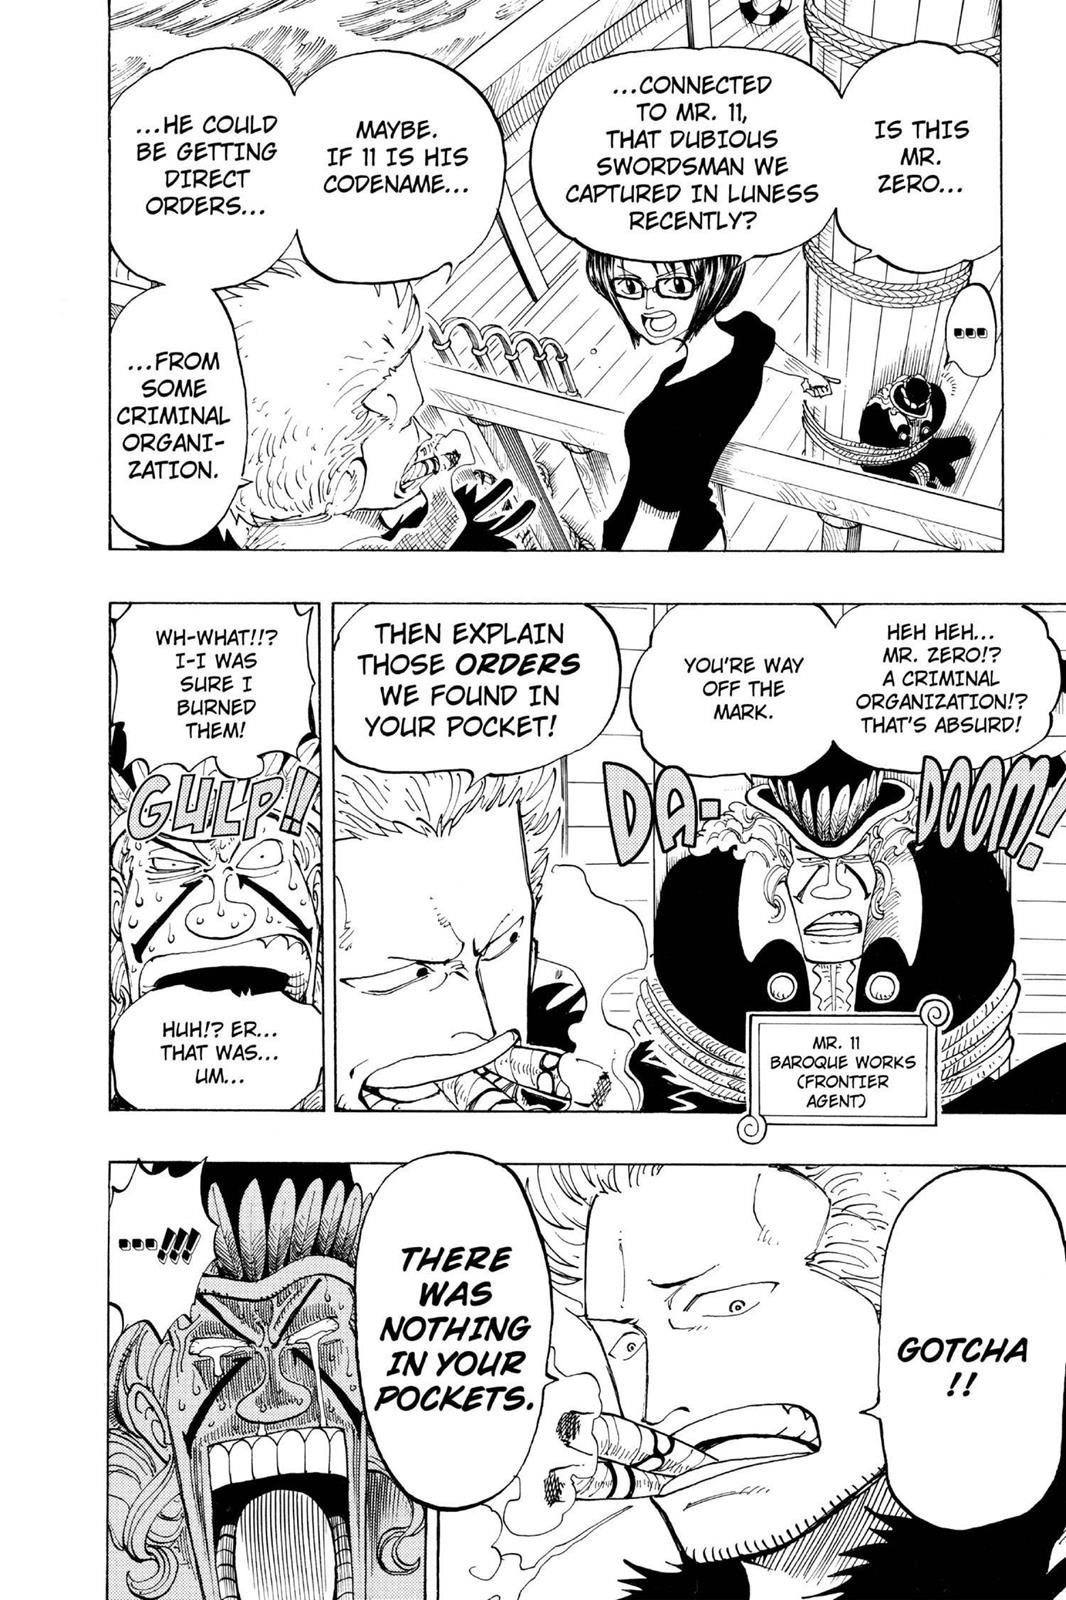 IS THIS
MR.
ZERO...
...CONNECTED
TO MR. 11,
THAT DUBIOUS
SWORDSMAN WE
CAPTURED IN LUNESS
RECENTLY?
MAYBE.
IF 11 IS HIS
CODENAME...
...HE COULD
BE GETTING
DIRECT
ORDERS...
...FROM
SOME
CRIMINAL
ORGANI-
ZATION.
...
HEH HEH...
MR. ZERO!?
A CRIMINAL
ORGANIZATION!?
THAT'S ABSURD!
YOU'RE WAY
OFF THE
MARK.
DA-
DOOM!
MR. 11
BAROQUE WORKS
(FRONTIER
AGENT)
THEN EXPLAIN
THOSE ORDERS
WE FOUND IN
YOUR POCKET!
WH-WHAT!!?
I-I WAS
SURE I
BURNED
THEM!
GULP!!
HUH!? ER...
THAT WAS...
UM...
GOTCHA
!!
THERE
WAS
NOTHING
IN YOUR
POCKETS.
...!!!